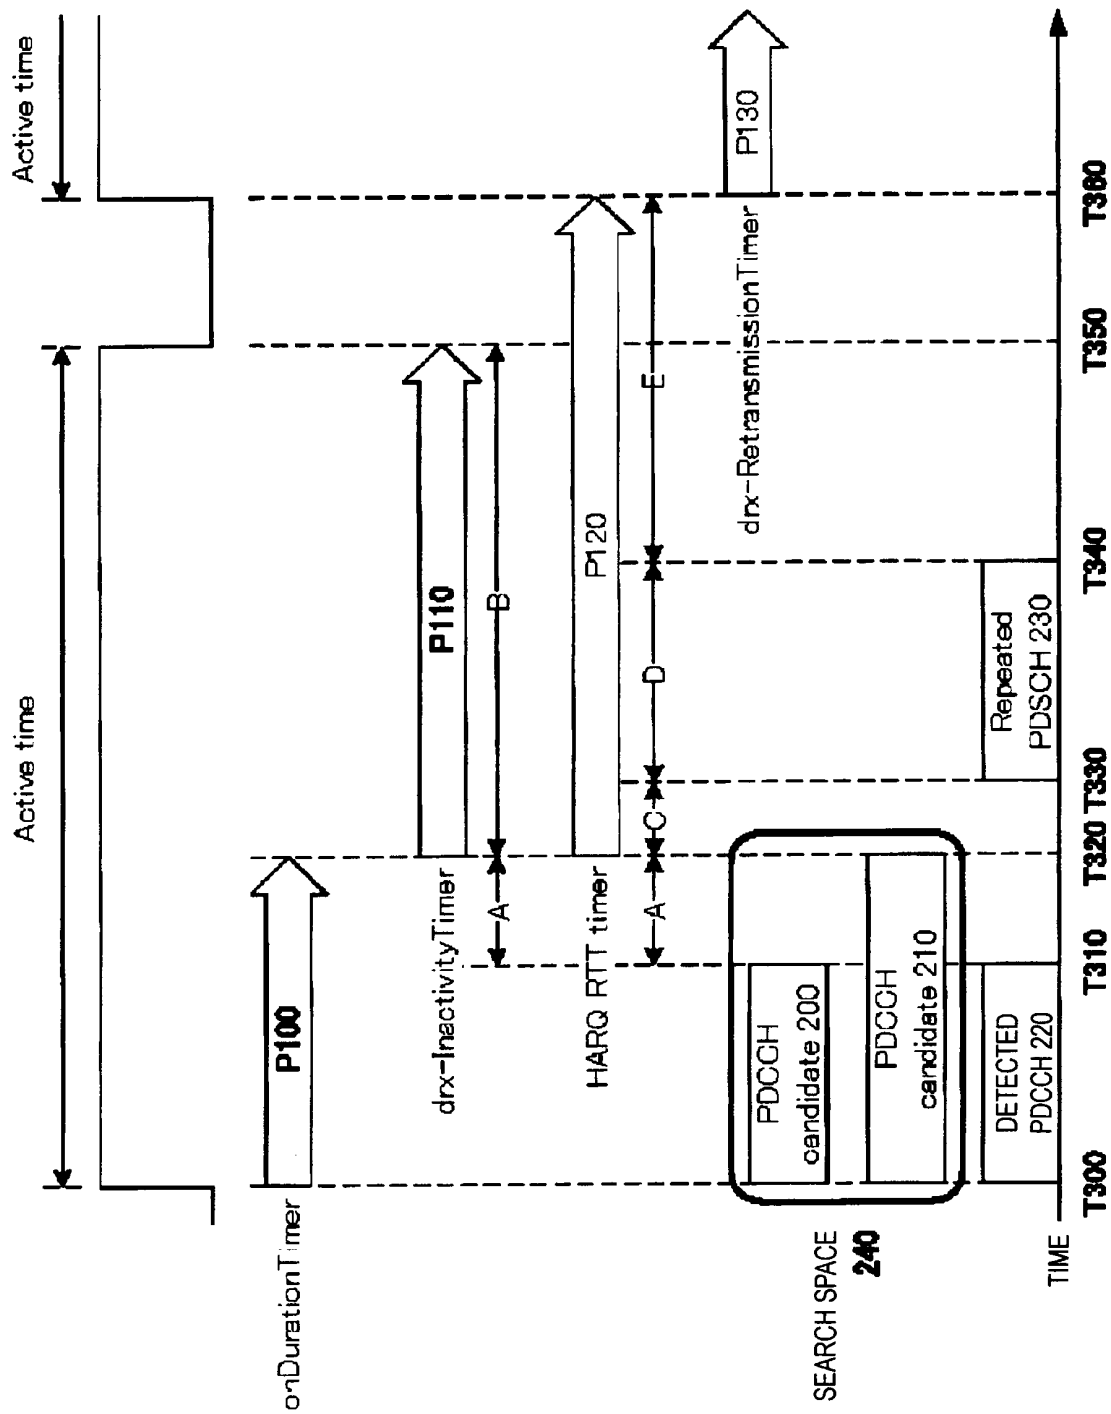 Active time
Active time
onDurationTimer
P100
drx-InactivityTimer
P110
A
B
HARQ RTT timer
P120
A
C
D
E
drx-RetransmissionTimer
P130
SEARCH SPACE
240
PDCCH
candidate 200
PDCCH
candidate 210
DETECTED
PDCCH 220
Repeated
PDSCH 230
TIME
T300
T310
T320
T330
T340
T350
T360